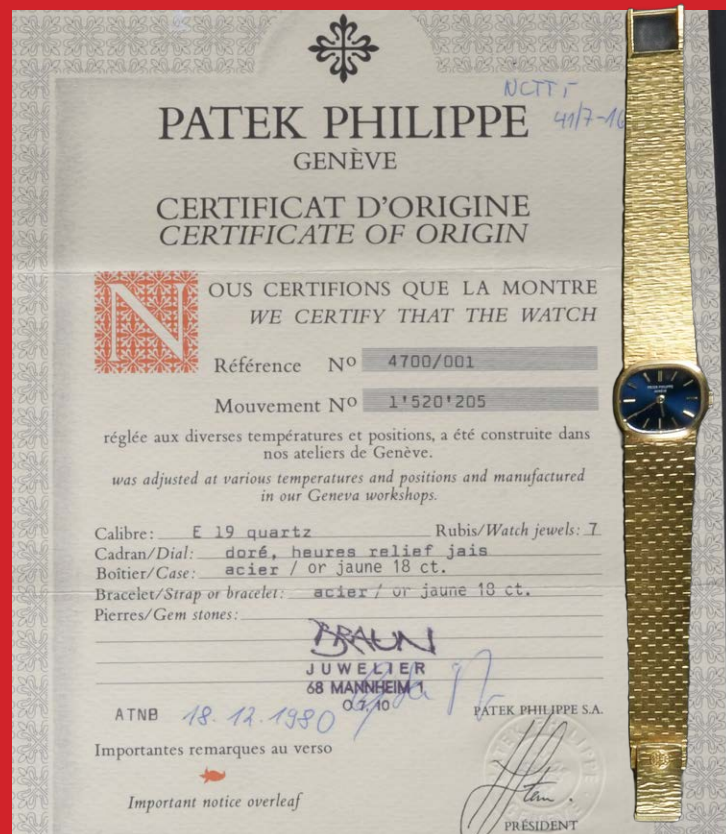 NCTT,
41/7-16
PATEK PHILIPPE
GENÈVE
CERTIFICAT D'ORIGINE
CERTIFICATE OF ORIGIN
NOUS CERTIFIONS QUE LA MONTRE
WE CERTIFY THAT THE WATCH
Référence Nº 4700/001
Mouvement Nº 1'520'205
réglée aux diverses températures et positions, a été construite dans
nos ateliers de Genève.
was adjusted at various temperatures and positions and manufactured
in our Geneva workshops.
Calibre: E 19 quartz Rubis/Watch jewels: 7
Cadran/Dial: doré, heures relief jais
Boîtier/Case: acier / or jaune 18 ct.
Bracelet/Strap or bracelet: acier / or jaune 18 ct.
Pierres/Gem stones:
BRAUN
JUWELIER
68 MANNHEIM 1
O 7, 10
ATNB 18.12.1980
PATEK PHILIPPE S.A.
Importantes remarques au verso
Important notice overleaf
PRÉSIDENT
PATEK PHILIPPE
GENEVE